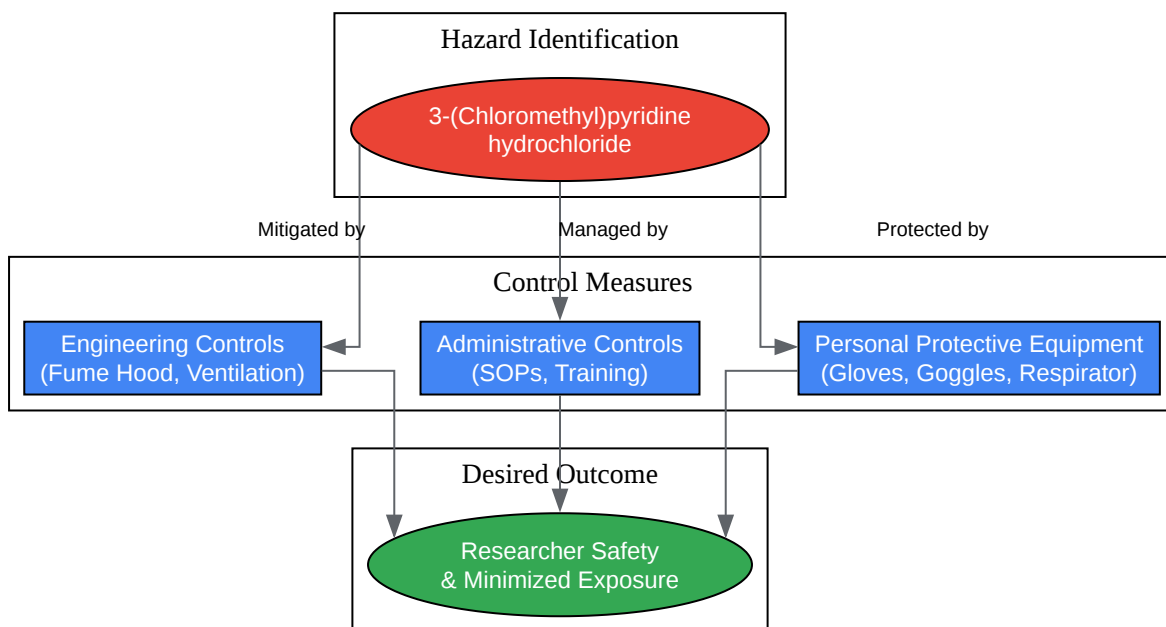 Hazard Identification
3-(Chloromethyl)pyridine
hydrochloride
Mitigated by
Managed by
Protected by
Control Measures
Engineering Controls
(Fume Hood, Ventilation)
Administrative Controls
(SOPs, Training)
Personal Protective Equipment
(Gloves, Goggles, Respirator)
Desired Outcome
Researcher Safety
& Minimized Exposure